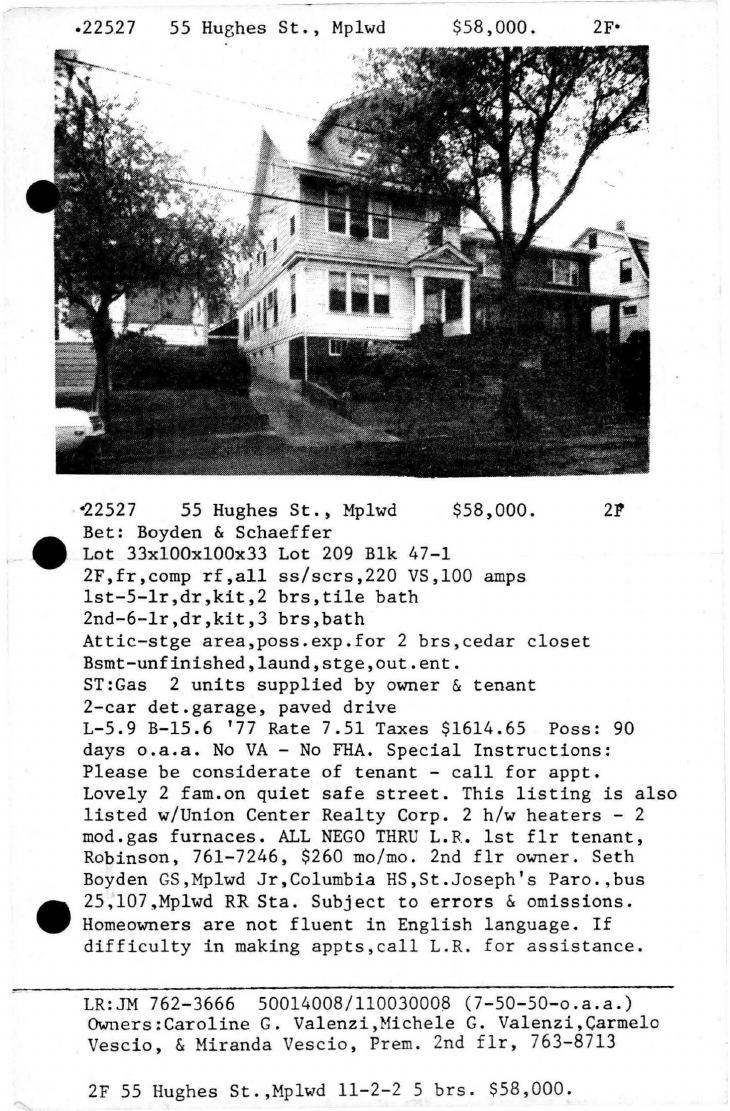 22527 55 Hughes St., Mplwd $58,000. 2F
22527 55 Hughes St., Mplwd $58,000. 2F
Bet: Boyden & Schaeffer
Lot 33x100x100x33 Lot 209 Blk 47-1
2F,fr,comp rf,all ss/scrs,220 VS,100 amps
1st-5-lr,dr,kit,2 brs,tile bath
2nd-6-lr,dr,kit,3 brs,bath
Attic-stge area,poss.exp.for 2 brs,cedar closet
Bsmt-unfinished,laund,stge,out.ent.
ST:Gas 2 units supplied by owner & tenant
2-car det.garage, paved drive
L-5.9 B-15.6 '77 Rate 7.51 Taxes $1614.65 Poss: 90
days o.a.a. No VA - No FHA. Special Instructions:
Please be considerate of tenant - call for appt.
Lovely 2 fam.on quiet safe street. This listing is also
listed w/Union Center Realty Corp. 2 h/w heaters - 2
mod.gas furnaces. ALL NEGO THRU L.R. 1st flr tenant,
Robinson, 761-7246, $260 mo/mo. 2nd flr owner. Seth
Boyden GS,Mplwd Jr,Columbia HS,St.Joseph's Paro.,bus
25,107,Mplwd RR Sta. Subject to errors & omissions.
Homeowners are not fluent in English language. If
difficulty in making appts,call L.R. for assistance.
LR:JM 762-3666 50014008/110030008 (7-50-50-o.a.a.)
Owners:Caroline G. Valenzi,Michele G. Valenzi,Carmelo
Vescio, & Miranda Vescio, Prem. 2nd flr, 763-8713
2F 55 Hughes St.,Mplwd 11-2-2 5 brs. $58,000.